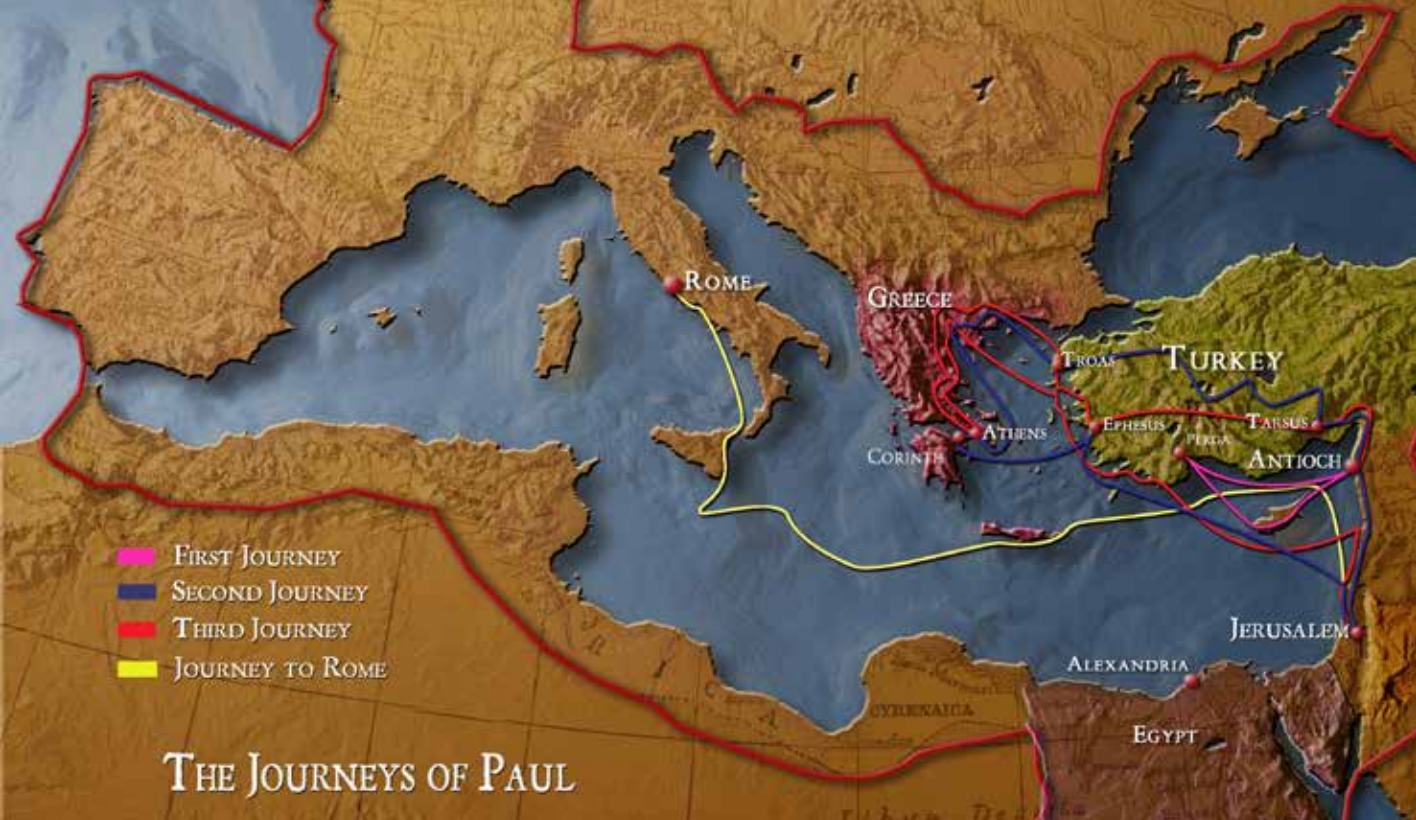 Rome
Greece
Troas
Turkey
Ephesus
Perga
Tarsus
Athens
Corinth
Antioch
First Journey
Second Journey
Third Journey
Journey to Rome
Jerusalem
Alexandria
CYRENAICA
Egypt
The Journeys of Paul